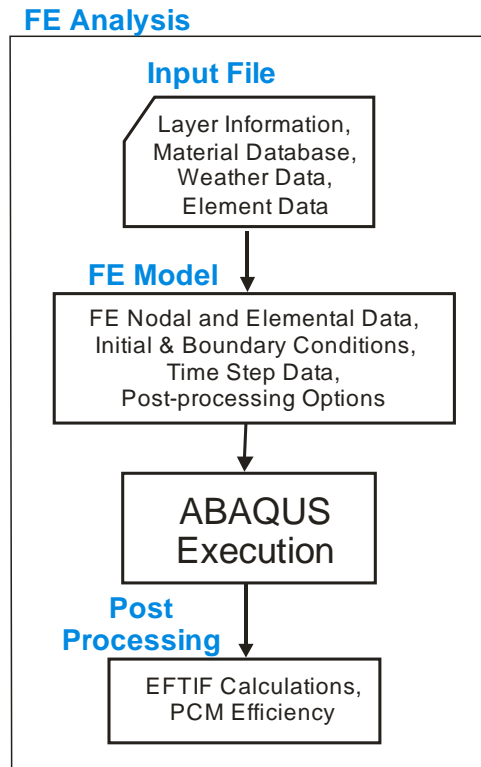 FE Analysis
Input File
Layer Information,
Material Database,
Weather Data,
Element Data
FE Model
FE Nodal and Elemental Data,
Initial & Boundary Conditions,
Time Step Data,
Post-processing Options
ABAQUS
Execution
Post
Processing
EFTIF Calculations,
PCM Efficiency